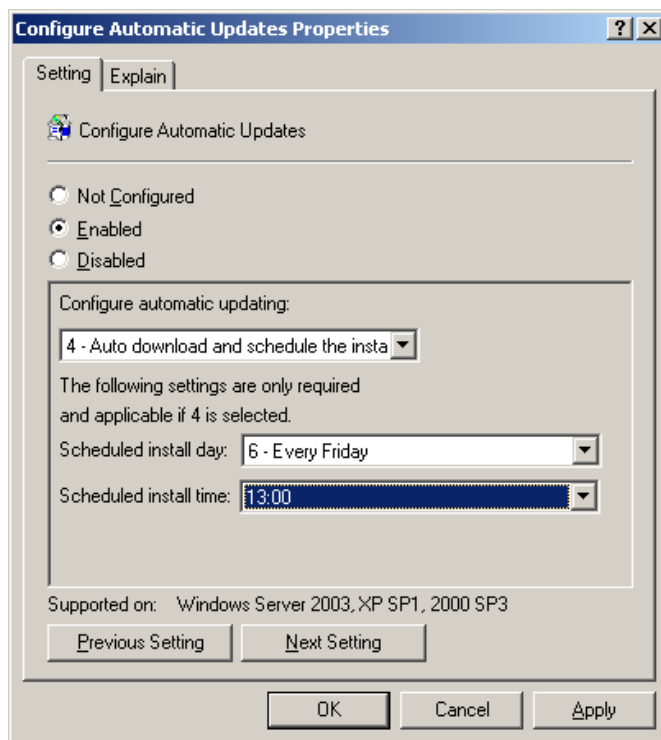 Configure Automatic Updates Properties
Setting
Explain
Configure Automatic Updates
Not Configured
Enabled
Disabled
Configure automatic updating:
4 - Auto download and schedule the insta
The following settings are only required
and applicable if 4 is selected.
Scheduled install day: 6 - Every Friday
Scheduled install time: 13:00
Supported on: Windows Server 2003, XP SP1, 2000 SP3
Previous Setting
Next Setting
OK
Cancel
Apply